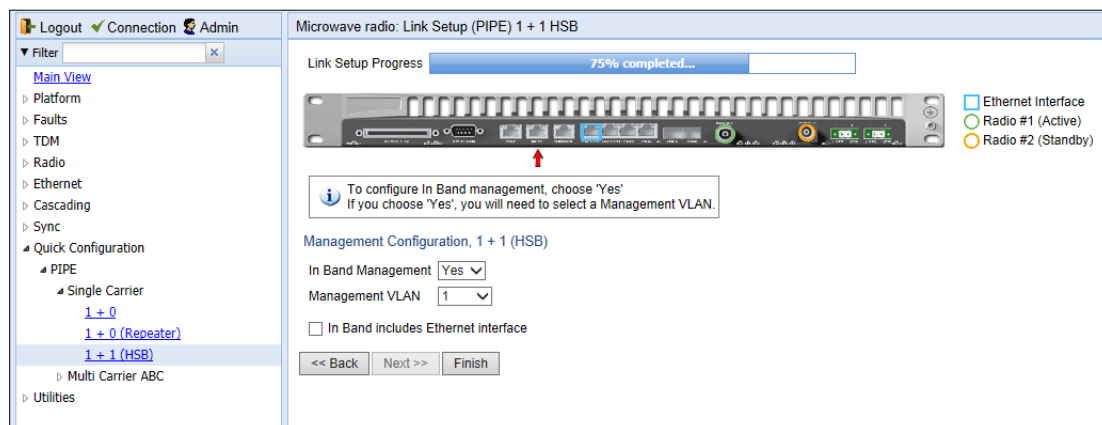 Logout Connection Admin
Filter
Main View
Platform
Faults
TDM
Radio
Ethernet
Cascading
Sync
Quick Configuration
PIPE
Single Carrier
1 + 0
1 + 0 (Repeater)
1 + 1 (HSB)
Multi Carrier ABC
Utilities
Microwave radio: Link Setup (PIPE) 1 + 1 HSB
Link Setup Progress 75% completed...
Ethernet Interface
Radio #1 (Active)
Radio #2 (Standby)
To configure In Band management, choose 'Yes'
If you choose 'Yes', you will need to select a Management VLAN.
Management Configuration, 1 + 1 (HSB)
In Band Management Yes
Management VLAN 1
In Band includes Ethernet interface
<< Back Next >> Finish